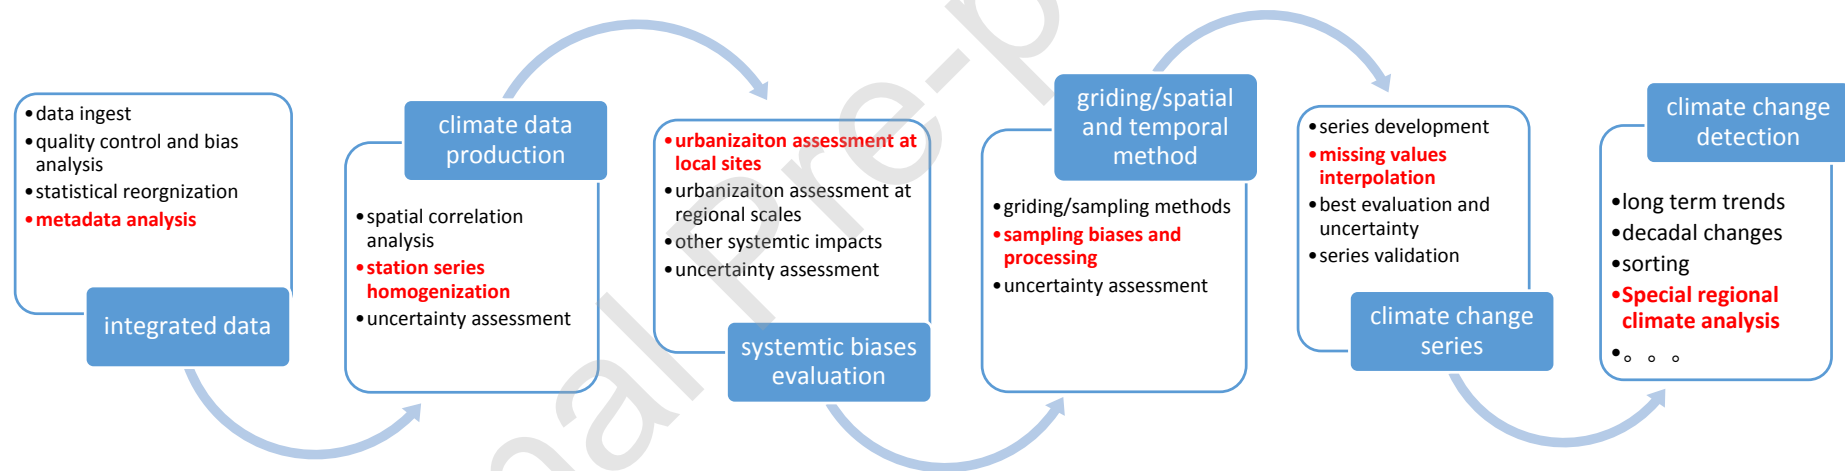 •data ingest
•quality control and bias
analysis
•statistical reorgnization
•metadata analysis
integrated data
climate data
production
•spatial correlation
analysis
•station series
homogenization
•uncertainty assessment
•urbanizaiton assessment at
local sites
•urbanizaiton assessment at
regional scales
•other systemtic impacts
•uncertainty assessment
systemtic biases
evaluation
griding/spatial
and temporal
method
•griding/sampling methods
•sampling biases and
processing
•uncertainty assessment
•series development
•missing values
interpolation
•best evaluation and
uncertainty
•series validation
climate change
series
climate change
detection
•long term trends
•decadal changes
•sorting
•Special regional
climate analysis
•。。。
nal Pre-p